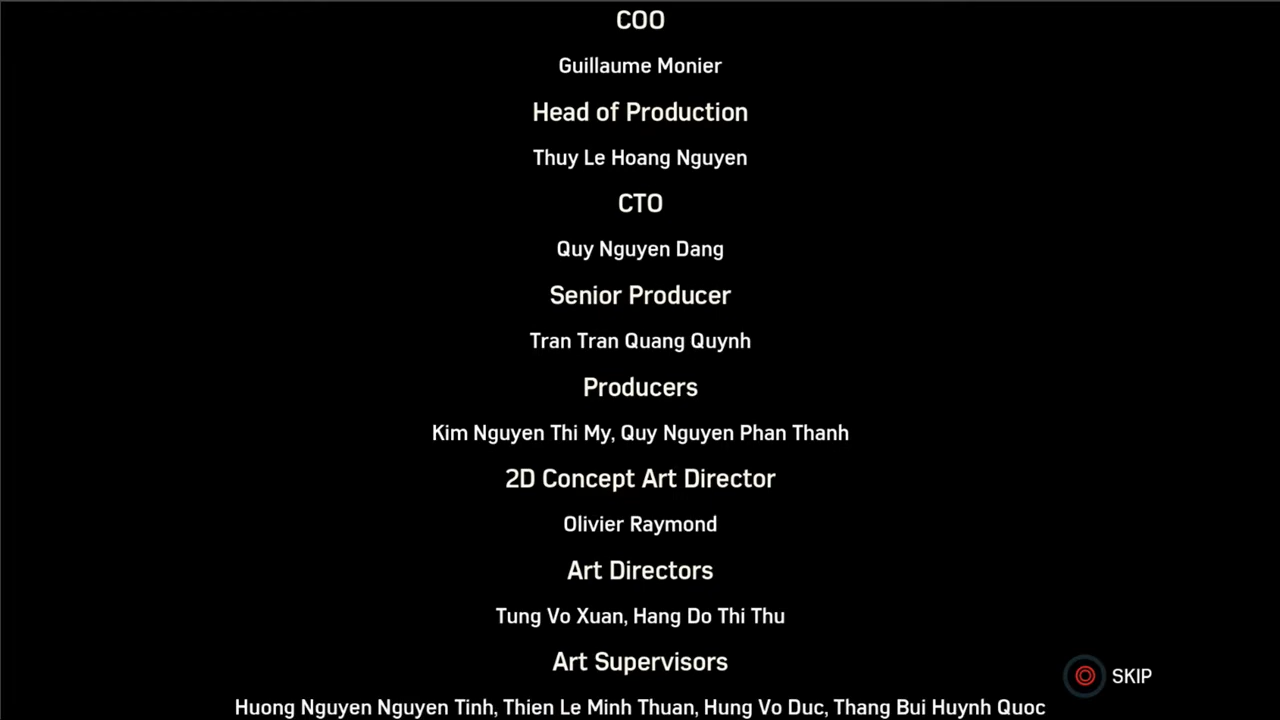 COO
Guillaume Monier
Head of Production
Thuy Le Hoang Nguyen
CTO
Quy Nguyen Dang
Senior Producer
Tran Tran Quang Quynh
Producers
Kim Nguyen Thi My, Quy Nguyen Phan Thanh
2D Concept Art Director
Olivier Raymond
Art Directors
Tung Vo Xuan, Hang Do Thi Thu
Art Supervisors
SKIP
Huong Nguyen Nguyen Tinh, Thien Le Minh Thuan, Hung Vo Duc, Thang Bui Huynh Quoc